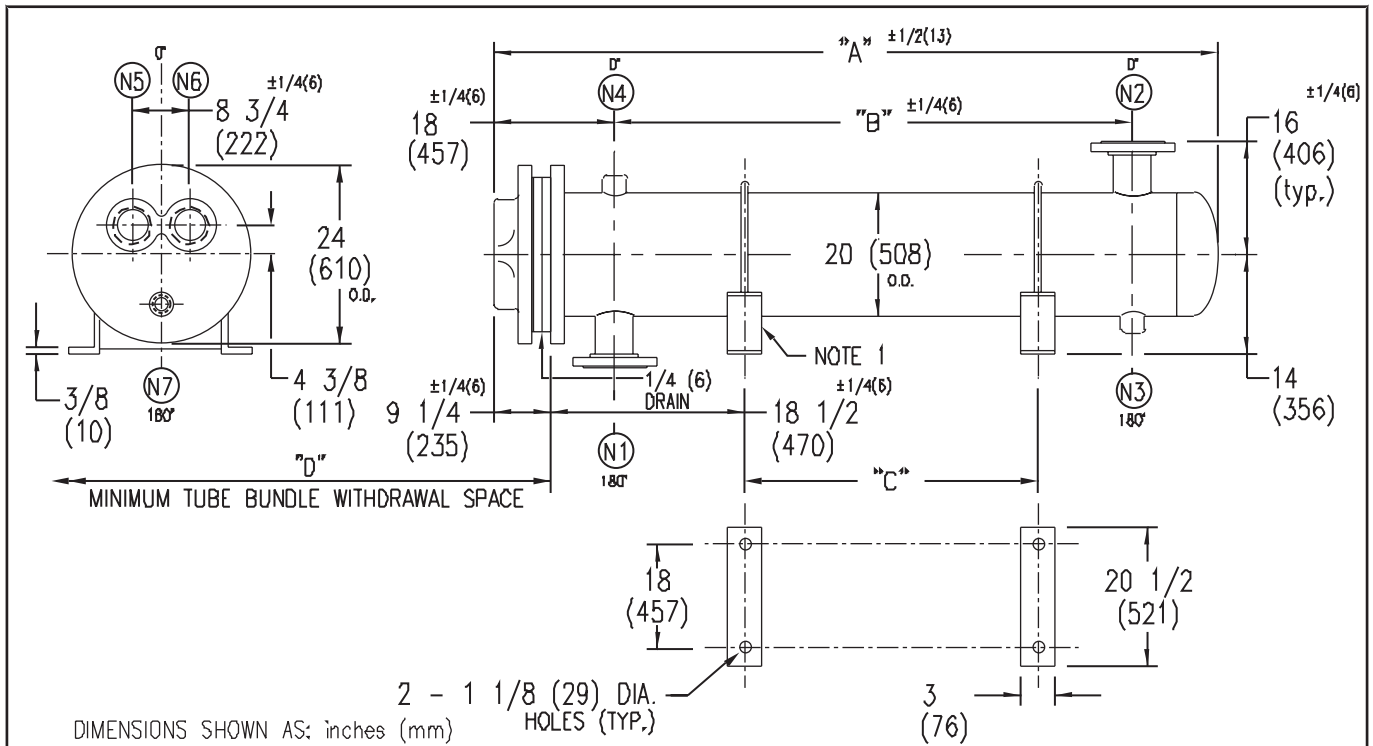 "A" ±1/2(13)
0°
N5 N6
±1/4(6)
8 3/4
(222)
±1/4(6)
18
(457)
N4
"B" ±1/4(6)
N2
±1/4(6)
16
(406)
(typ.)
24
(610)
O.D.
20 (508)
O.D.
NOTE 1
3/8
(10)
N7
180°
4 3/8
(111)
±1/4(6)
9 1/4
(235)
1/4 (6)
DRAIN
±1/4(6)
18 1/2
(470)
N3
180°
14
(356)
N1
180°
"D"
MINIMUM TUBE BUNDLE WITHDRAWAL SPACE
"C"
18
(457)
20 1/2
(521)
2 - 1 1/8 (29) DIA.
HOLES (TYP.)
3
(76)
DIMENSIONS SHOWN AS: inches (mm)